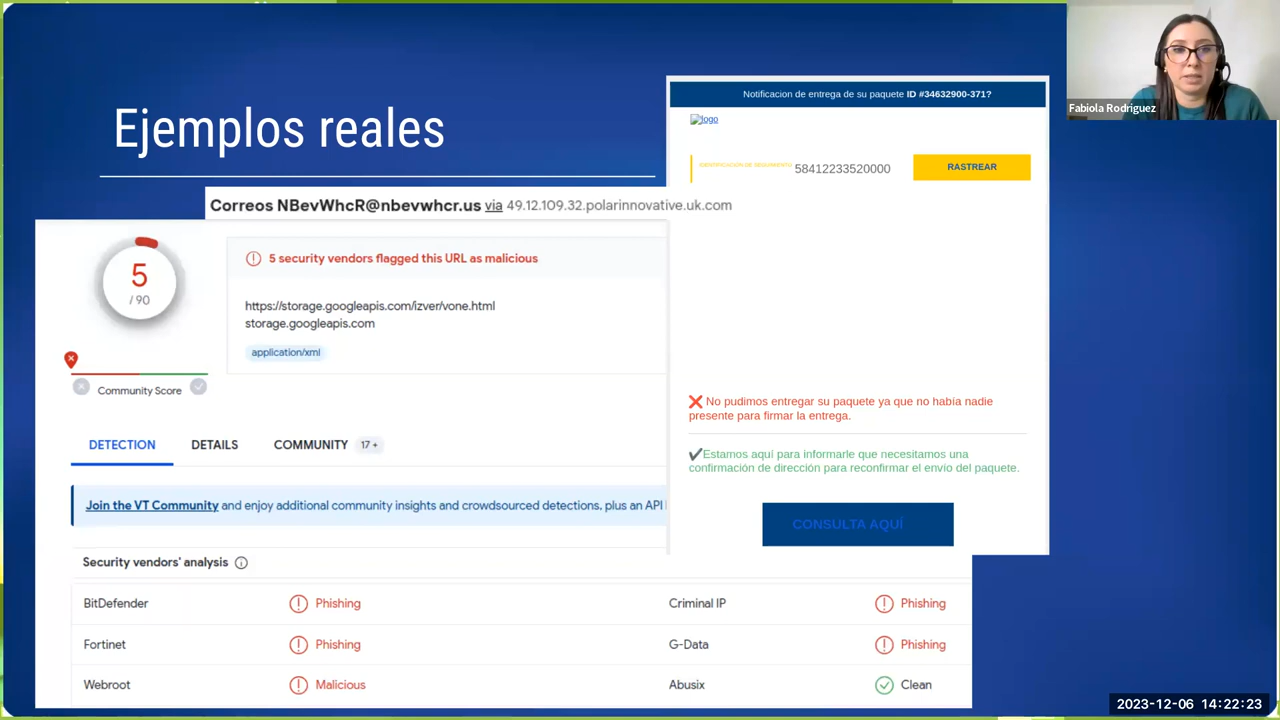 Ejemplos reales
Fabiola Rodriguez
Notificacion de entrega de su paquete ID #34632900-371?
logo
IDENTIFICACIÓN DE SEGUIMIENTO 58412233520000
RASTREAR
Correos NBevWhcR@nbevwhcr.us via 49.12.109.32.polarinnovative.uk.com
5
/ 90
Community Score
5 security vendors flagged this URL as malicious
https://storage.googleapis.com/izver/vone.html
storage.googleapis.com
application/xml
❌ No pudimos entregar su paquete ya que no había nadie
presente para firmar la entrega.
✔Estamos aquí para informarle que necesitamos una
confirmación de dirección para reconfirmar el envío del paquete.
CONSULTA AQUÍ
DETECTION DETAILS COMMUNITY 17 +
Join the VT Community and enjoy additional community insights and crowdsourced detections, plus an API
Security vendors' analysis
BitDefender Phishing Criminal IP Phishing
Fortinet Phishing G-Data Phishing
Webroot Malicious Abusix Clean
2023-12-06 14:22:23